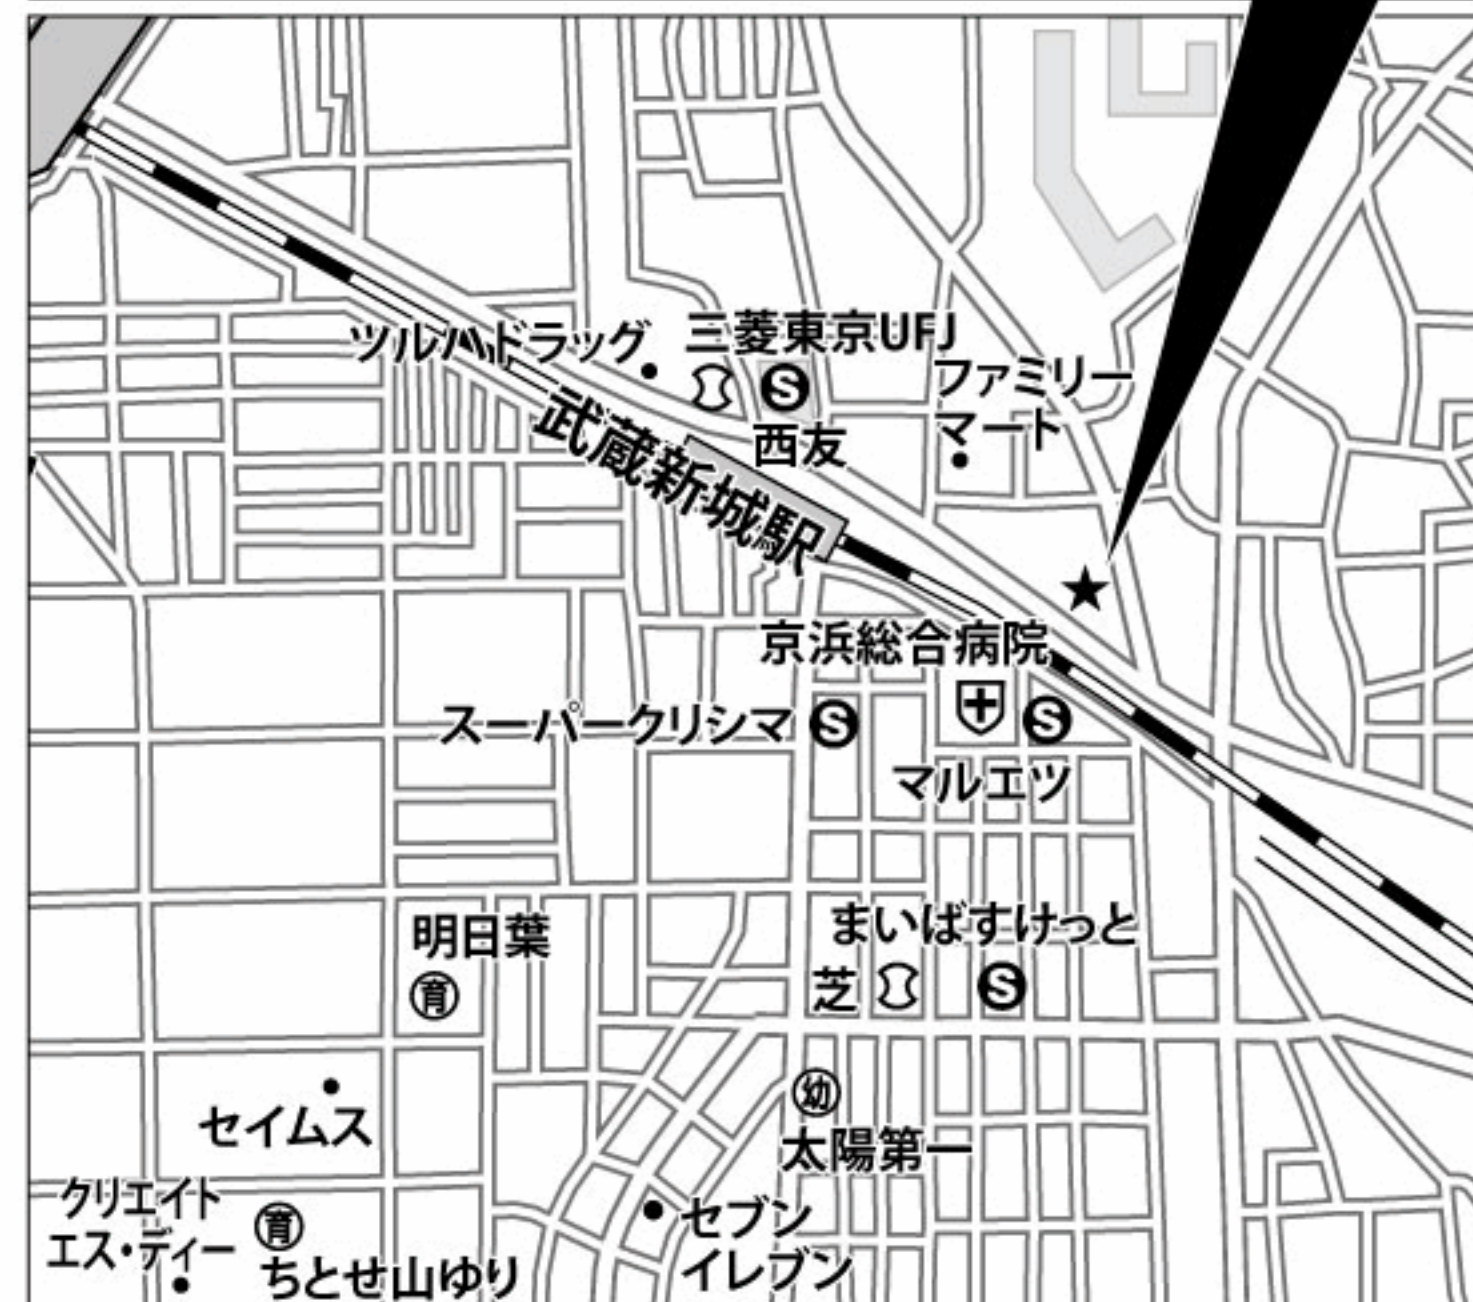 ツルハドラッグ
三菱東京UFJ
S
ファミリー
マート
西友
武蔵新城駅
京浜総合病院
スーパークリシマ
S
S
マルエツ
明日葉
育
まいばすけっと
芝
S
セイムス
幼
太陽第一
クリエイト
エス・ディー
育
ちとせ山ゆり
セブン
イレブン